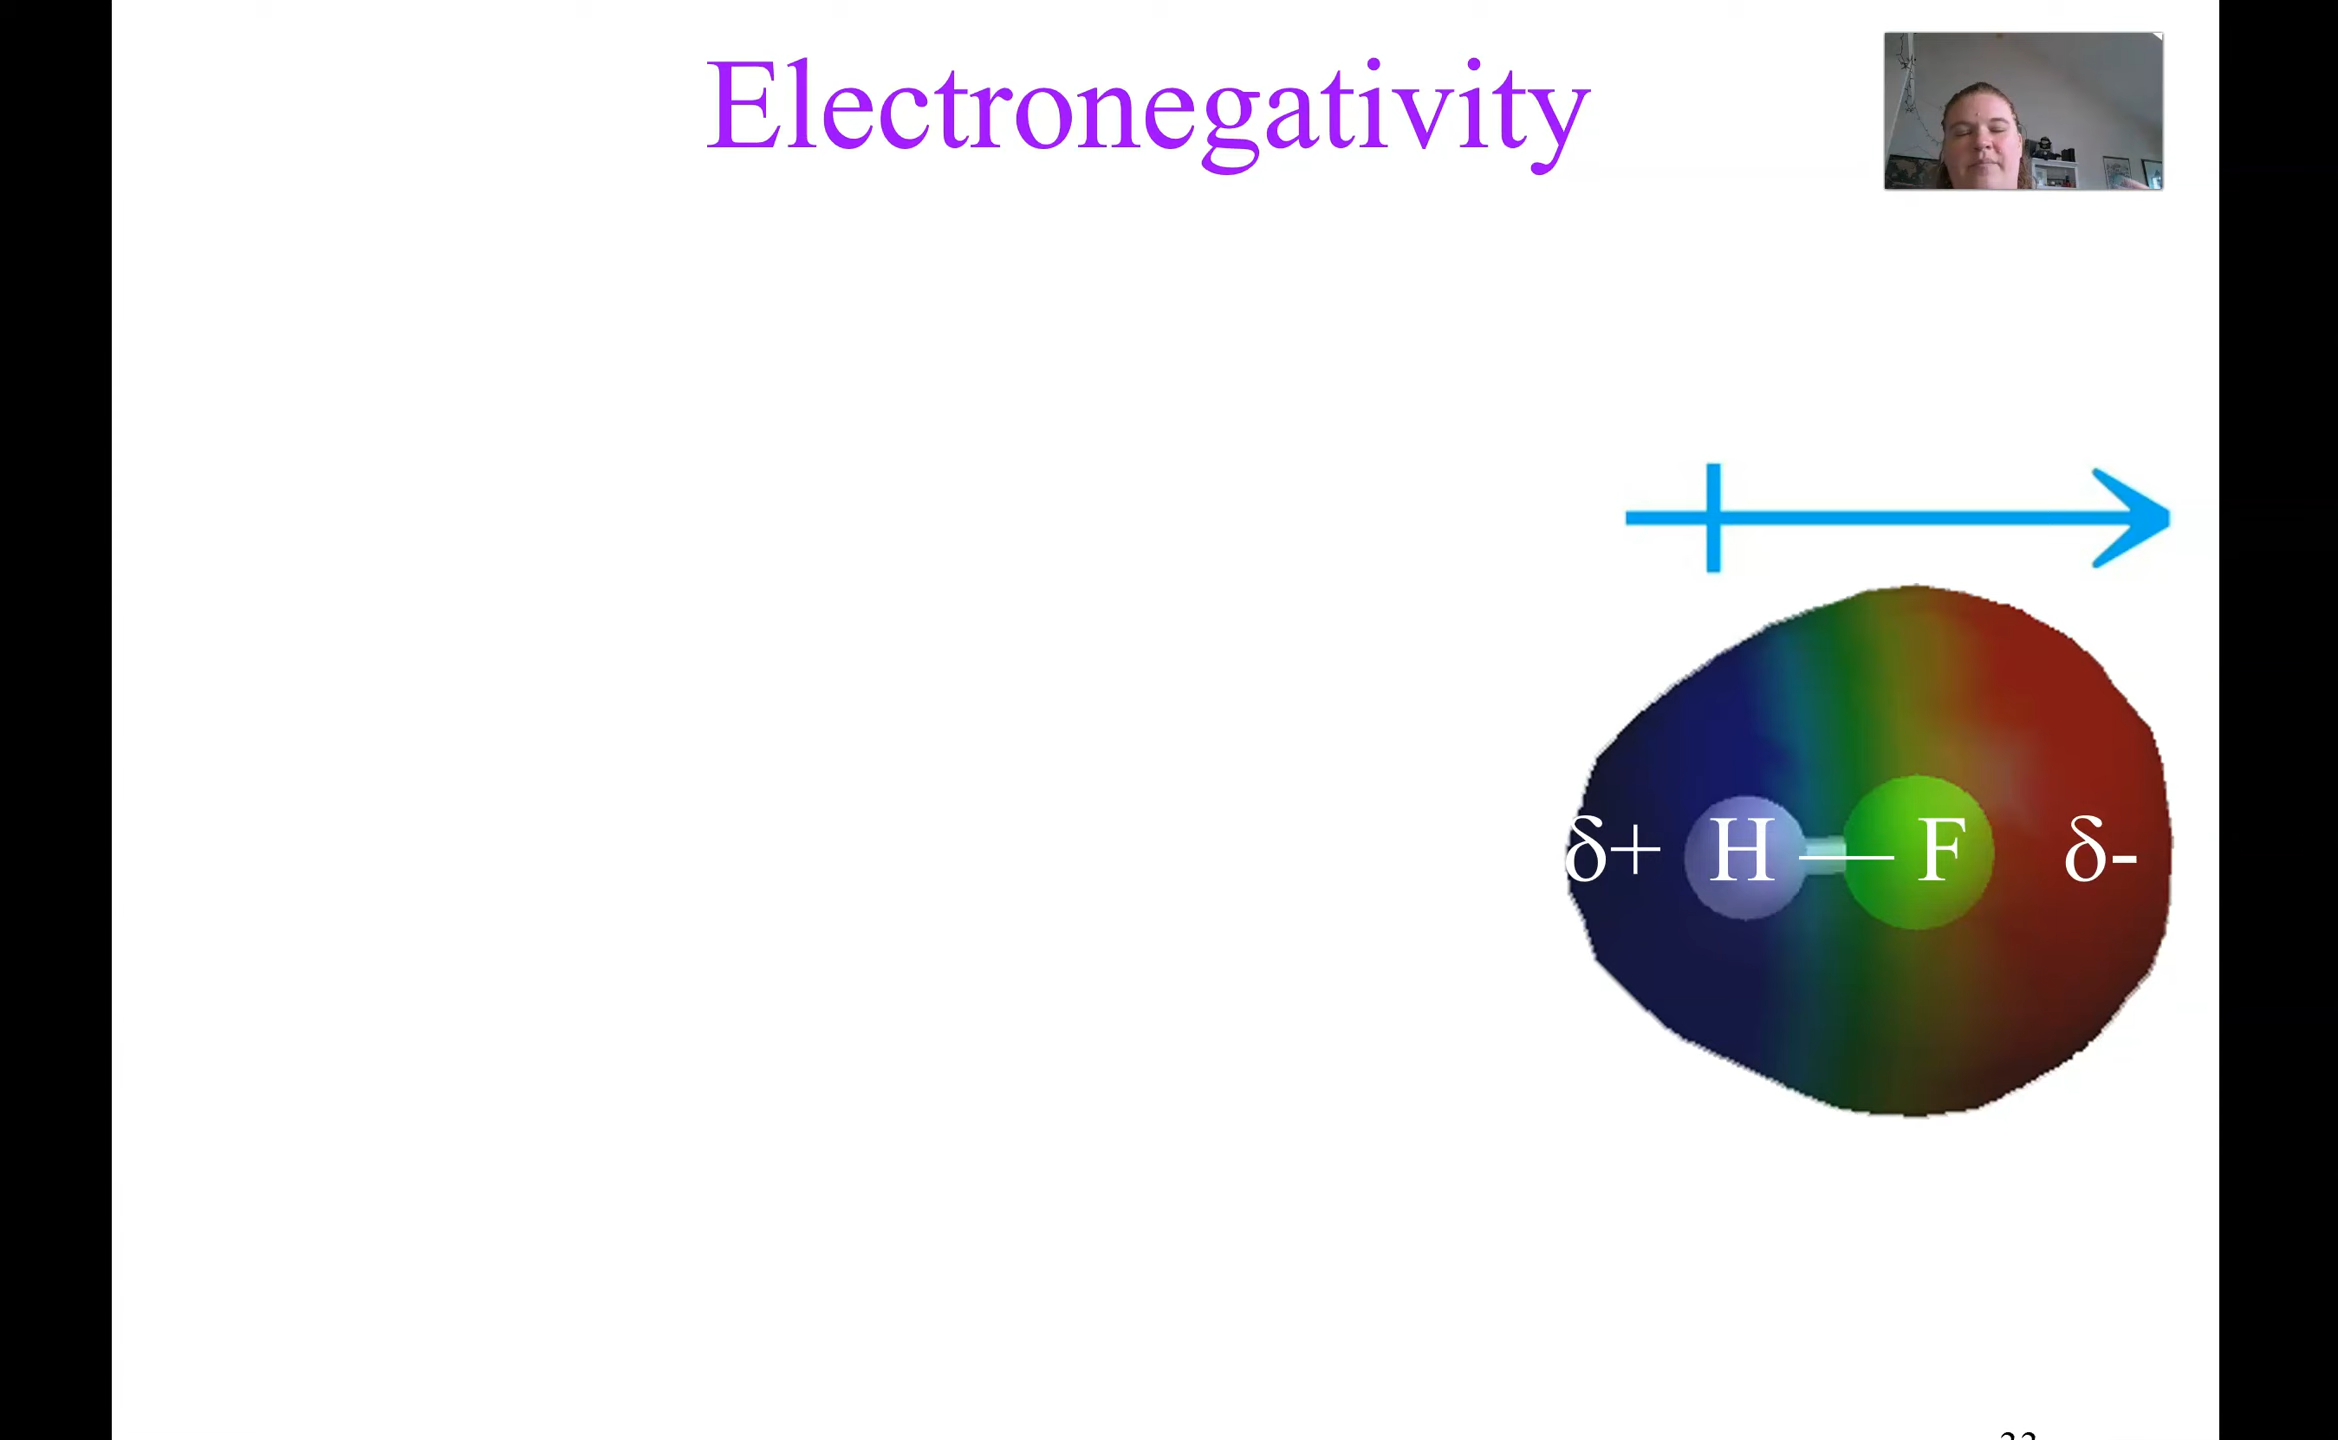 Electronegativity
δ+ H — F δ-